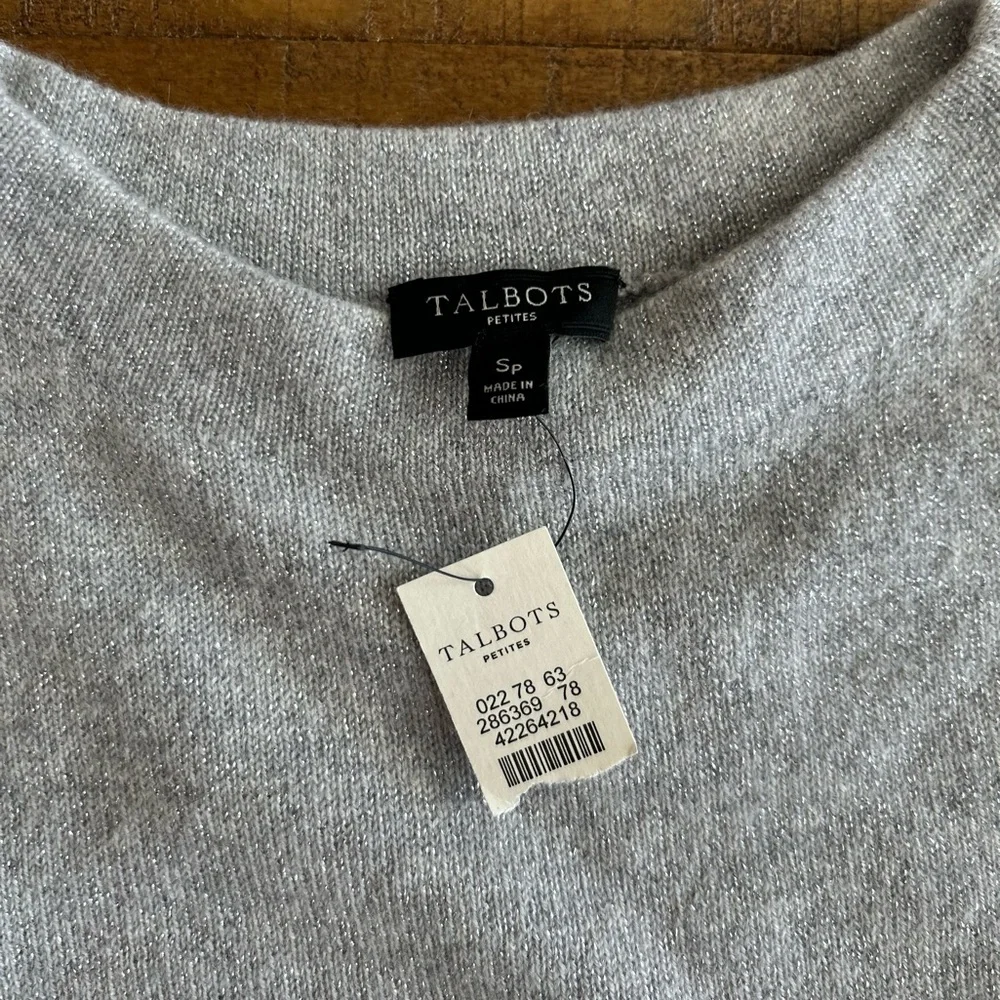 TALBOTS
PETITES
SP
MADE IN
CHINA
TALBOTS
PETITES
022 78 63
286369 78
42264218